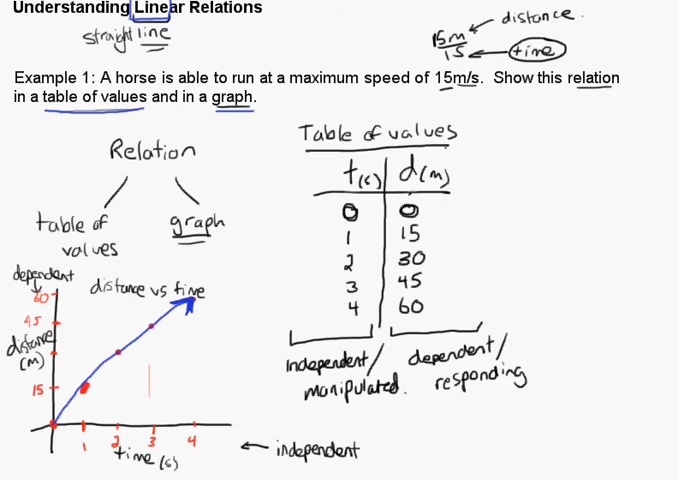 Understanding Linear Relations
straight line
15m distance.
1s time
Example 1: A horse is able to run at a maximum speed of 15m/s. Show this relation
in a table of values and in a graph.
Relation
table of values
graph
Table of values
t(s) d(m)
0 0
1 15
2 30
3 45
4 60
independent/
manipulated.
dependent/
responding
dependent
distance vs time
60
45
distance
(m)
15
1 2 3 4
time (s)
independent